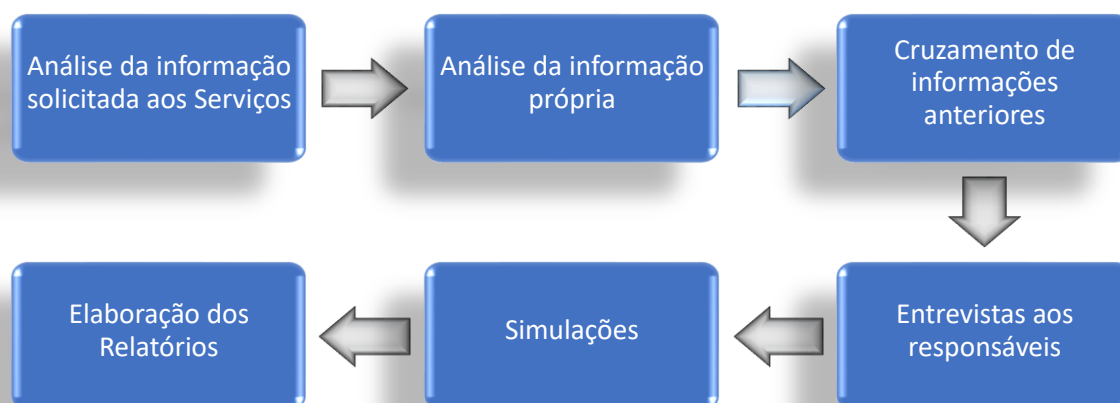 Análise da informação
solicitada aos Serviços
Análise da informação
própria
Cruzamento de
informações
anteriores
Entrevistas aos
responsáveis
Simulações
Elaboração dos
Relatórios